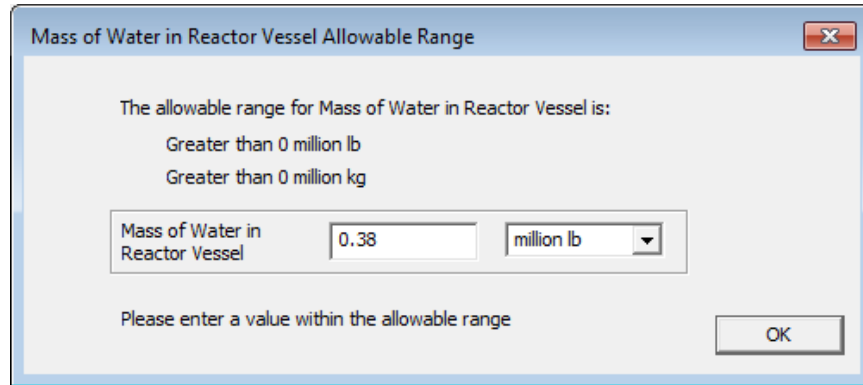 Mass of Water in Reactor Vessel Allowable Range
The allowable range for Mass of Water in Reactor Vessel is:
Greater than 0 million lb
Greater than 0 million kg
Mass of Water in
Reactor Vessel
0.38
million lb
Please enter a value within the allowable range
OK